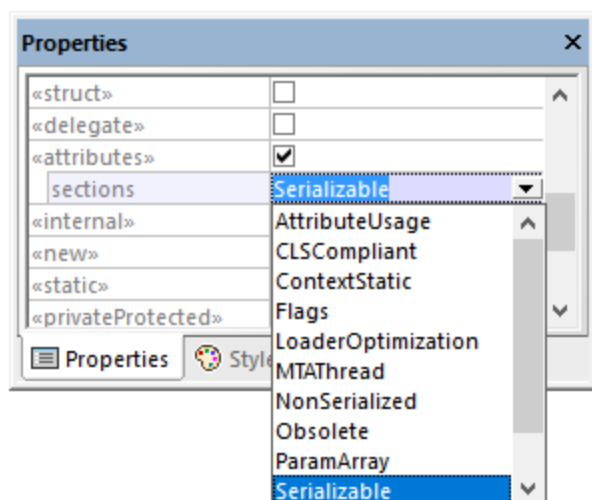 Properties
«struct»
«delegate»
«attributes»
sections Serializable
«internal» AttributeUsage
«new» CLSCompliant
«static» ContextStatic
«privateProtected» Flags
LoaderOptimization
Properties Style
MTAThread
NonSerialized
Obsolete
ParamArray
Serializable